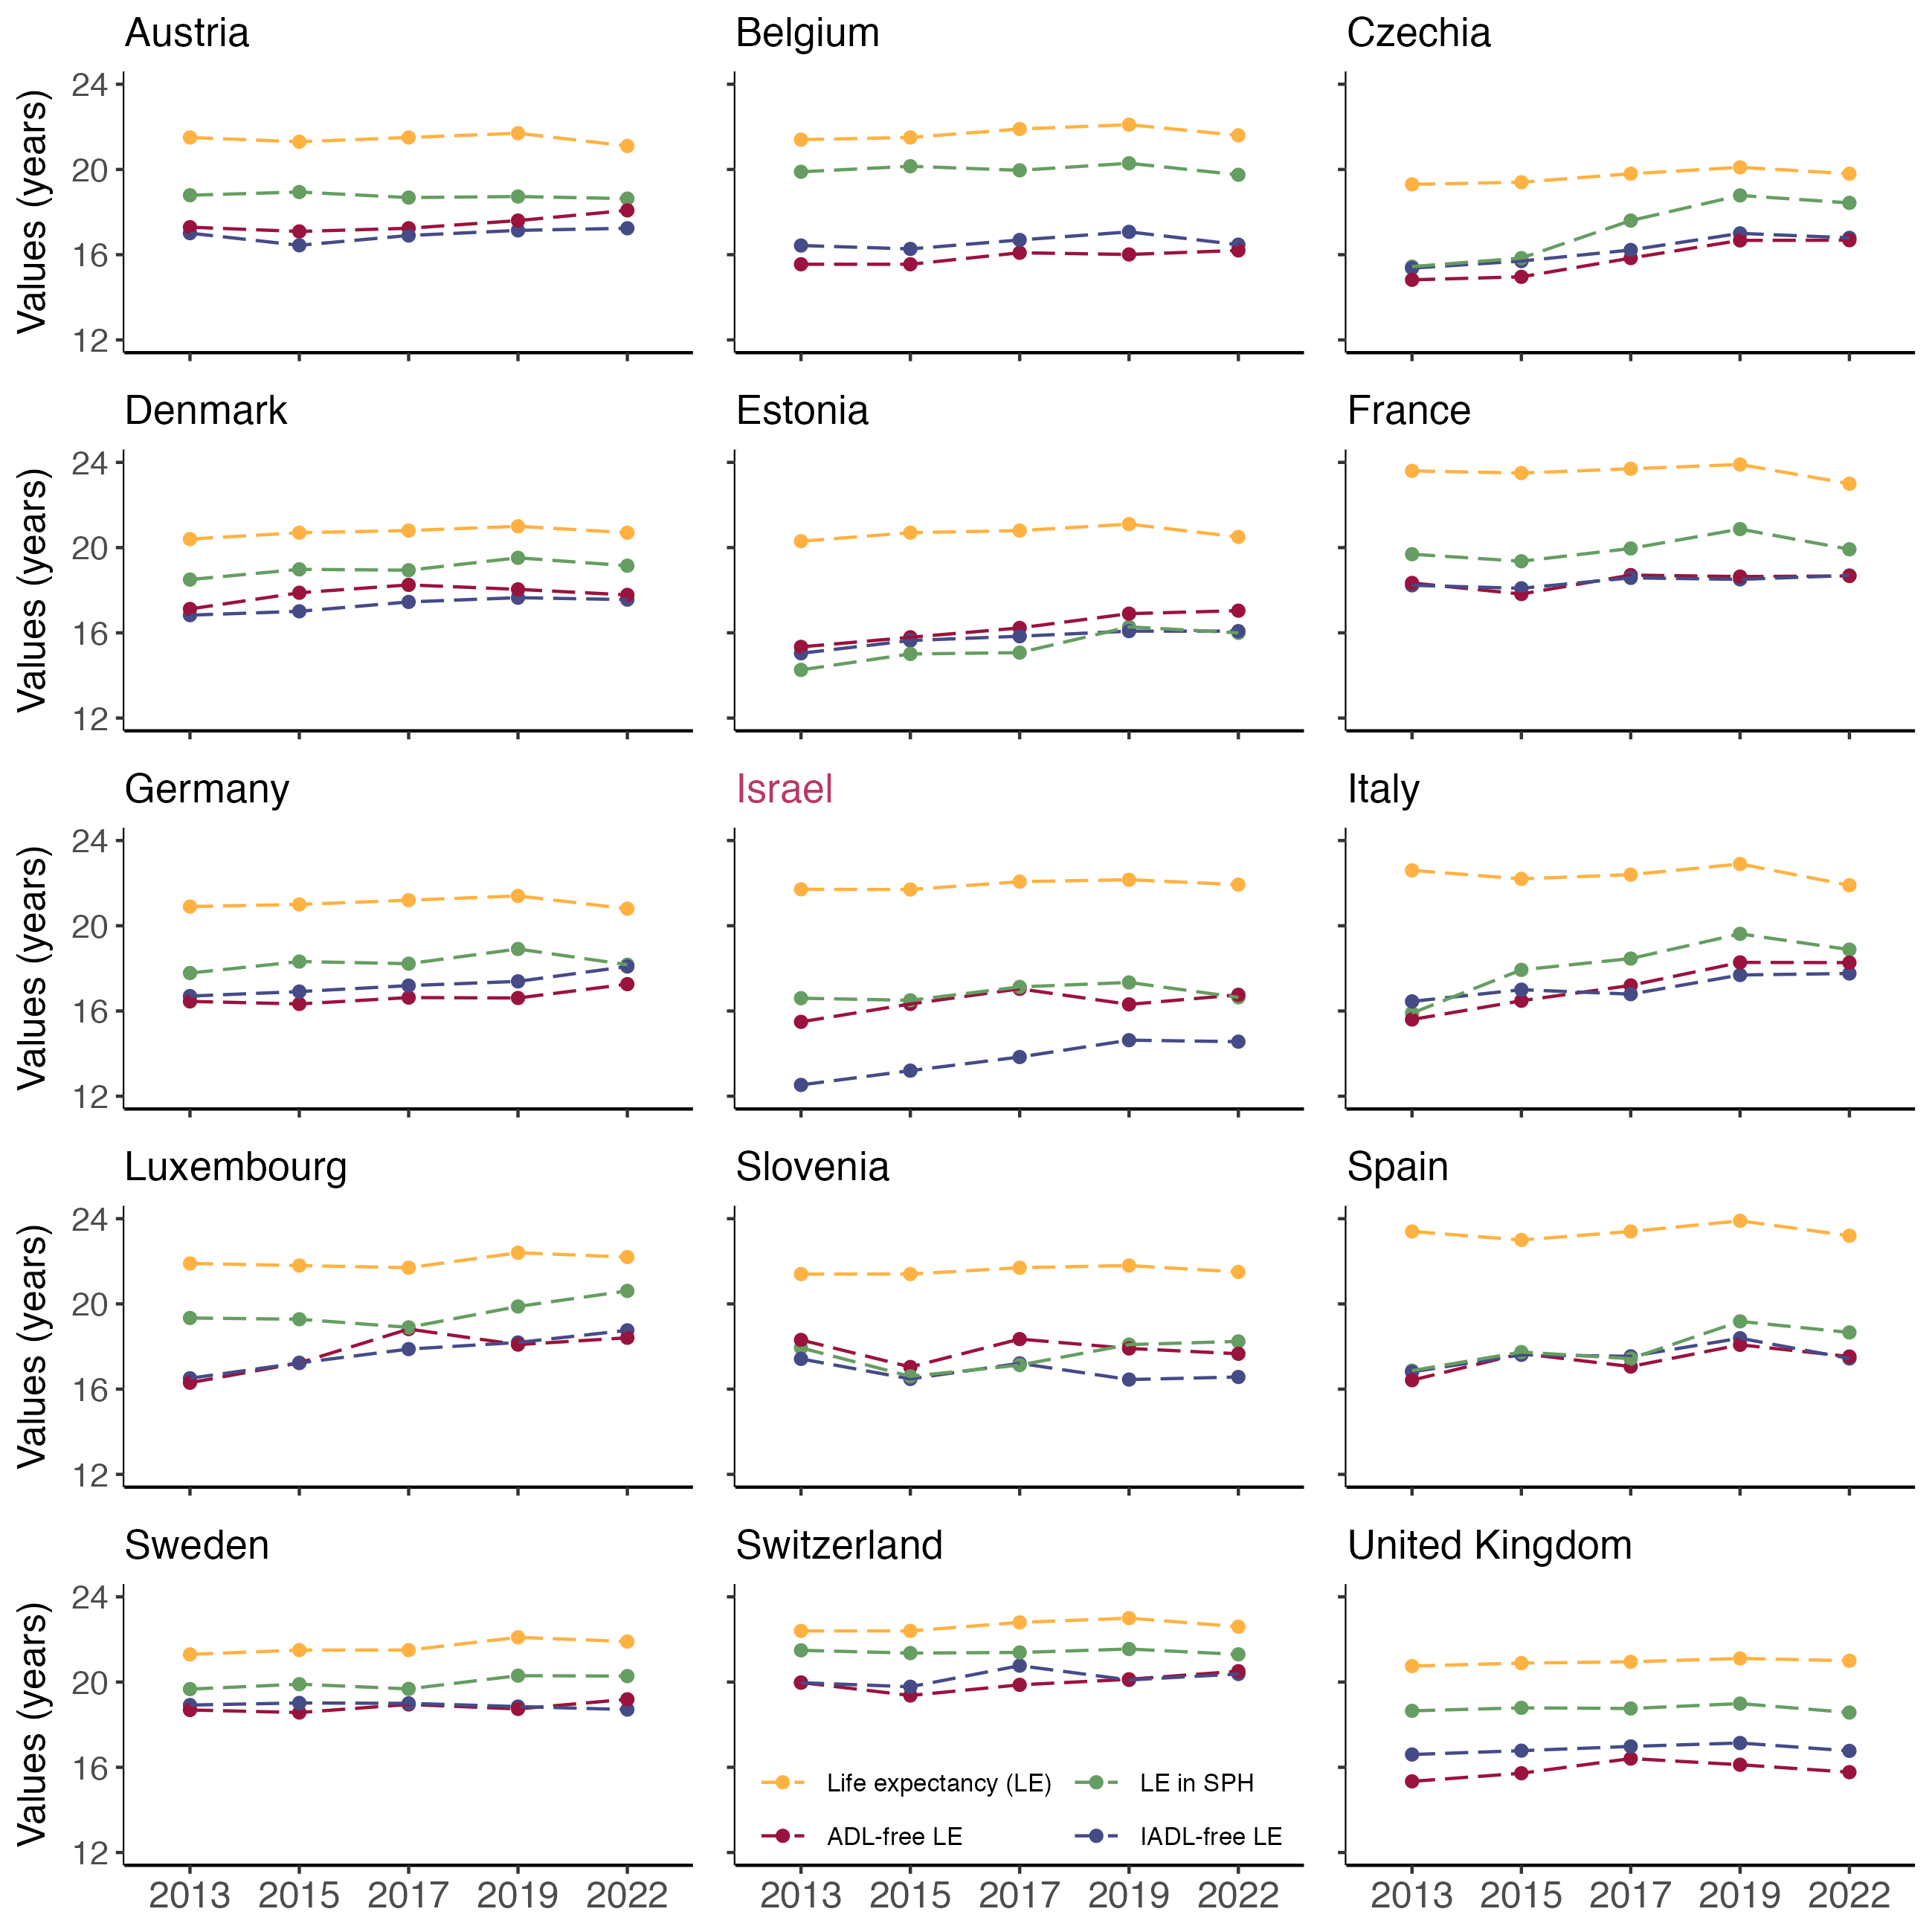 Austria
Belgium
Czechia
Values (years)
24
20
16
12
Denmark
Estonia
France
Values (years)
24
20
16
12
Germany
Israel
Italy
Values (years)
24
20
16
12
Luxembourg
Slovenia
Spain
Values (years)
24
20
16
12
Sweden
Switzerland
United Kingdom
Values (years)
24
20
16
12
Life expectancy (LE)
LE in SPH
ADL-free LE
IADL-free LE
2013 2015 2017 2019 2022
2013 2015 2017 2019 2022
2013 2015 2017 2019 2022